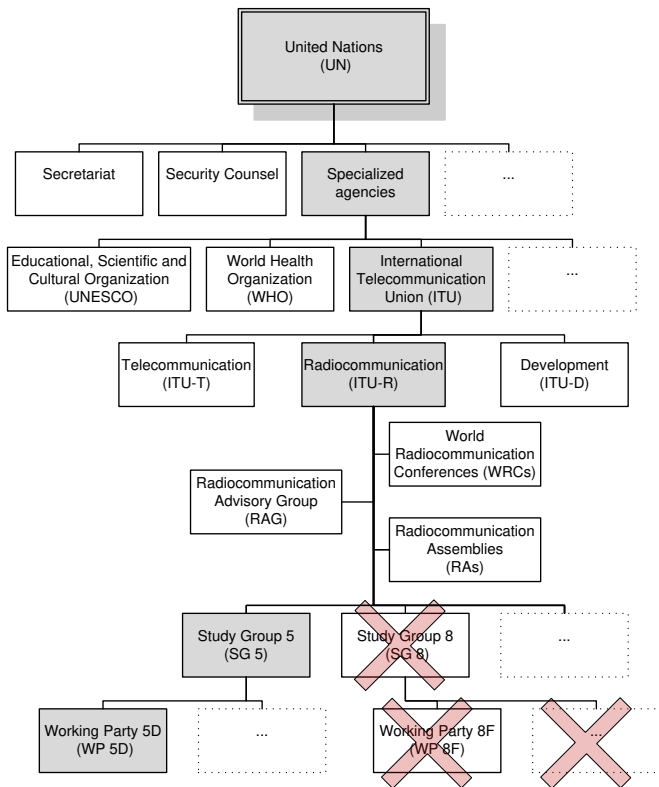 United Nations
(UN)
Secretariat
Security Counsel
Specialized
agencies
...
Educational, Scientific and
Cultural Organization
(UNESCO)
World Health
Organization
(WHO)
International
Telecommunication
Union (ITU)
...
Telecommunication
(ITU-T)
Radiocommunication
(ITU-R)
Development
(ITU-D)
World
Radiocommunication
Conferences (WRCs)
Radiocommunication
Advisory Group
(RAG)
Radiocommunication
Assemblies
(RAs)
Study Group 5
(SG 5)
Study Group 8
(SG 8)
...
Working Party 5D
(WP 5D)
...
Working Party 8F
(WP 8F)
...